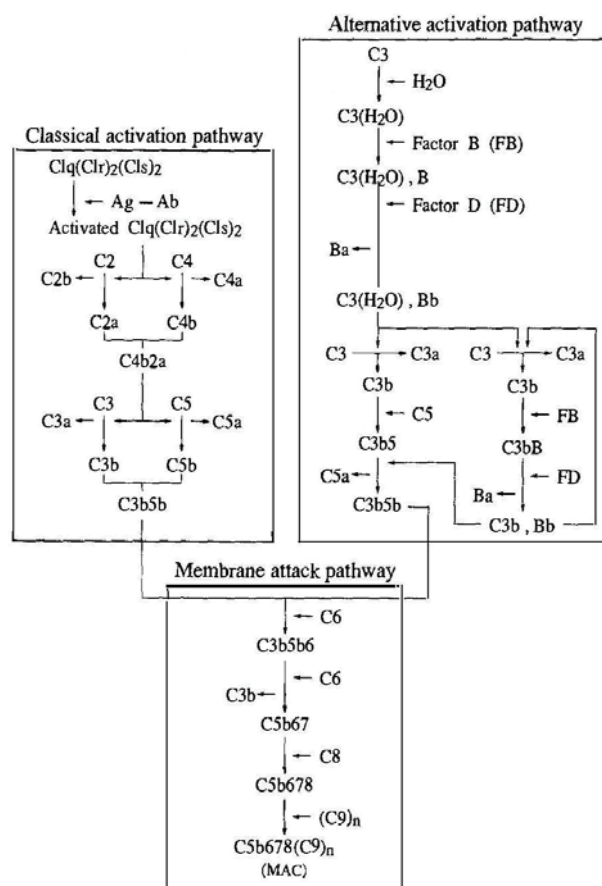 Alternative activation pathway
C3
H2O
C3(H2O)
Factor B (FB)
C3(H2O) , B
Factor D (FD)
Ba
C3(H2O) , Bb
C3 C3a C3 C3a
C3b C3b
C5 FB
C3b5 C3bB
C5a FD
Ba
C3b5b C3b , Bb
Classical activation pathway
Clq(Clr)2(Cls)2
Ag – Ab
Activated Clq(Clr)2(Cls)2
C2 C4
C2b C4a
C2a C4b
C4b2a
C3 C5
C3a C5a
C3b C5b
C3b5b
Membrane attack pathway
C6
C3b5b6
C6
C3b
C5b67
C8
C5b678
(C9)n
C5b678(C9)n
(MAC)